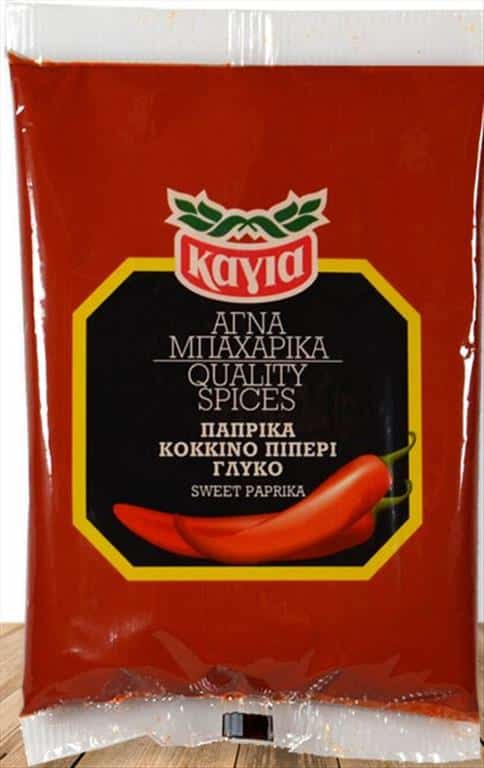 καγια
ΑΓΝΑ
ΜΠΑΧΑΡΙΚΑ
QUALITY
SPICES
ΠΑΠΡΙΚΑ
ΚΟΚΚΙΝΟ ΠΙΠΕΡΙ
ΓΛΥΚΟ
SWEET PAPRIKA